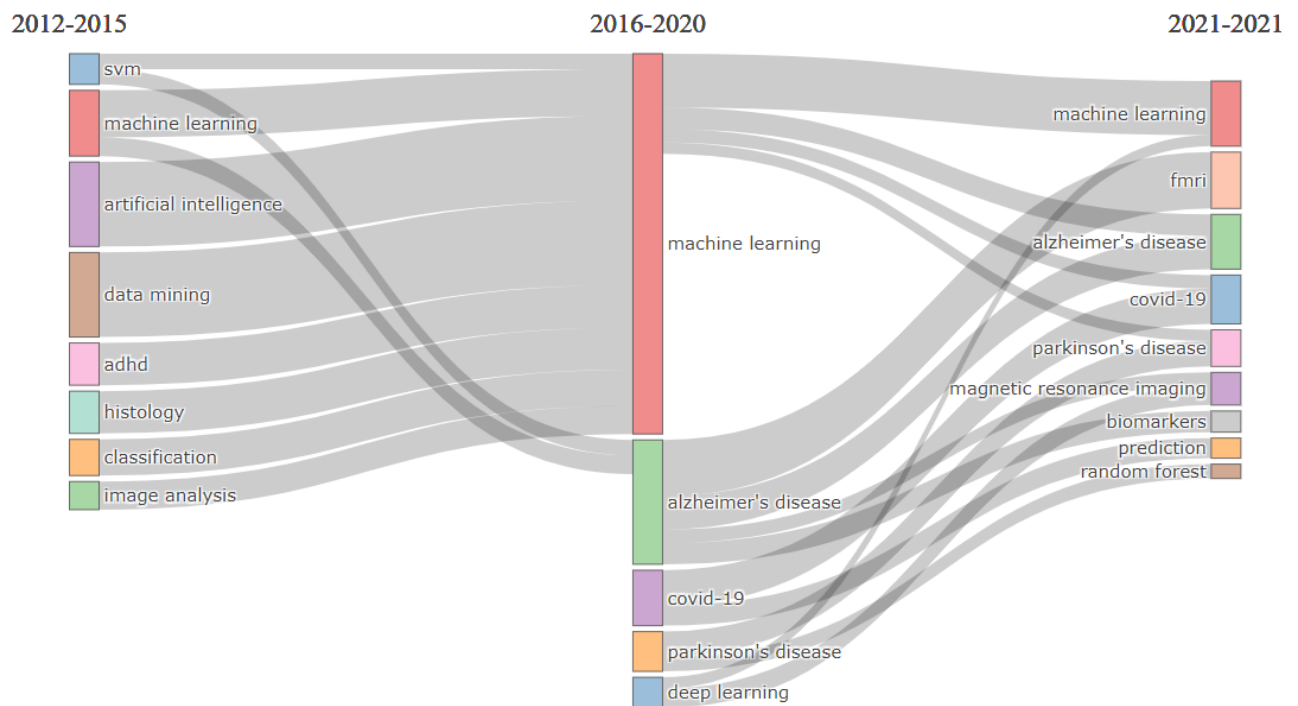 2012-2015
2016-2020
2021-2021
svm
machine learning
artificial intelligence
data mining
adhd
histology
classification
image analysis
machine learning
alzheimer's disease
covid-19
parkinson's disease
deep learning
machine learning
fmri
alzheimer's disease
covid-19
parkinson's disease
magnetic resonance imaging
biomarkers
prediction
random forest